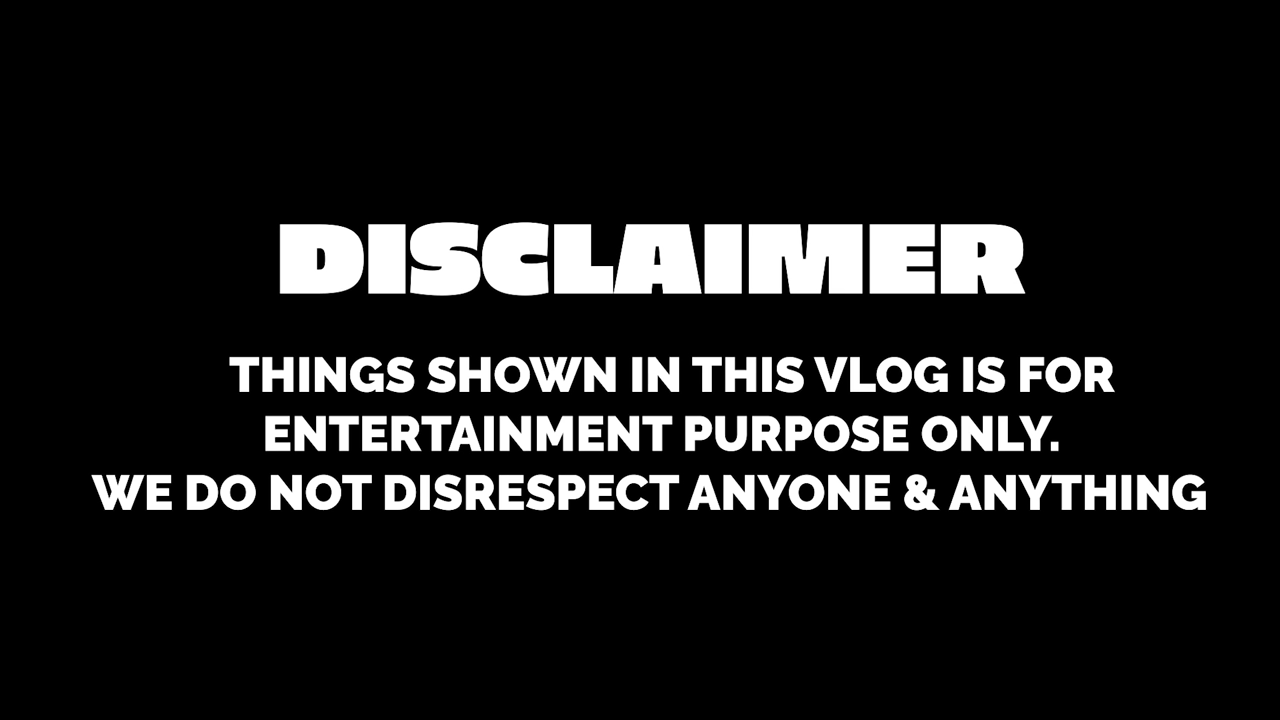 DISCLAIMER
THINGS SHOWN IN THIS VLOG IS FOR
ENTERTAINMENT PURPOSE ONLY.
WE DO NOT DISRESPECT ANYONE & ANYTHING